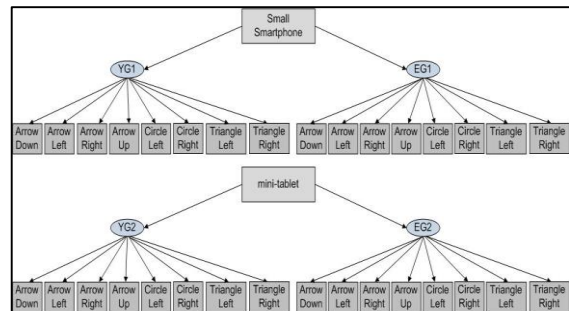 Small
Smartphone
YG1
EG1
Arrow Down
Arrow Left
Arrow Right
Arrow Up
Circle Left
Circle Right
Triangle Left
Triangle Right
Arrow Down
Arrow Left
Arrow Right
Arrow Up
Circle Left
Circle Right
Triangle Left
Triangle Right
mini-tablet
YG2
EG2
Arrow Down
Arrow Left
Arrow Right
Arrow Up
Circle Left
Circle Right
Triangle Left
Triangle Right
Arrow Down
Arrow Left
Arrow Right
Arrow Up
Circle Left
Circle Right
Triangle Left
Triangle Right